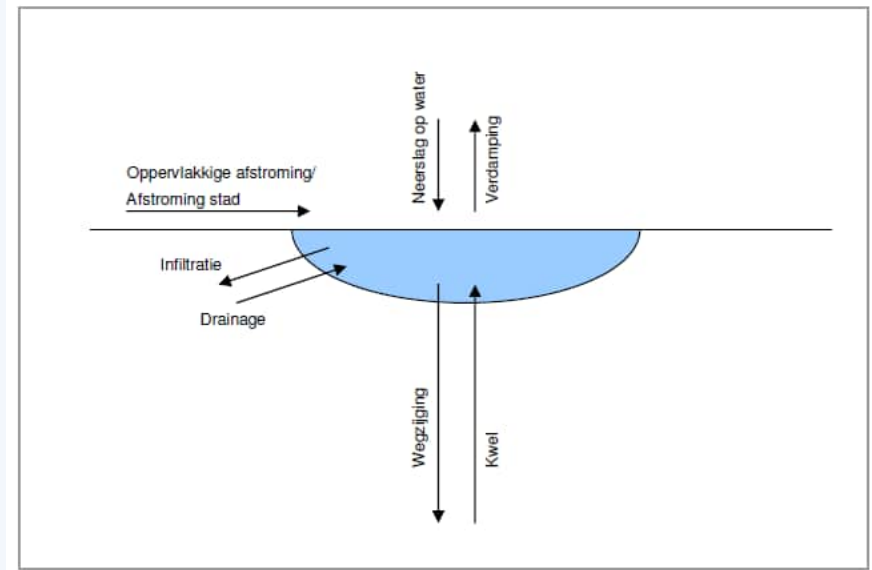 Neerslag op water
Verdamping
Oppervlakkige afstroming/
Afstroming stad
Infiltratie
Drainage
Wegzijging
Kwel